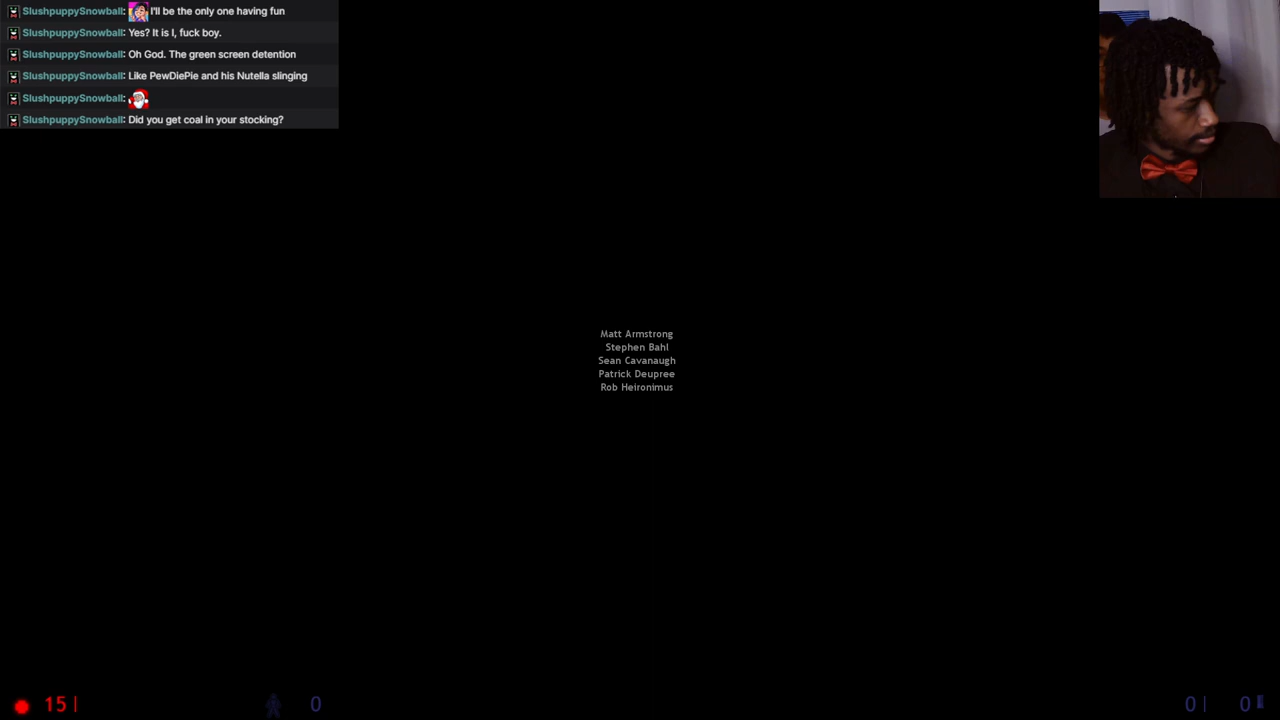 SlushpuppySnowball: I'll be the only one having fun
SlushpuppySnowball: Yes? It is I, fuck boy.
SlushpuppySnowball: Oh God. The green screen detention
SlushpuppySnowball: Like PewDiePie and his Nutella slinging
SlushpuppySnowball:
SlushpuppySnowball: Did you get coal in your stocking?
Matt Armstrong
Stephen Bahl
Sean Cavanaugh
Patrick Deupree
Rob Heironimus
15 | 0 0 | 0